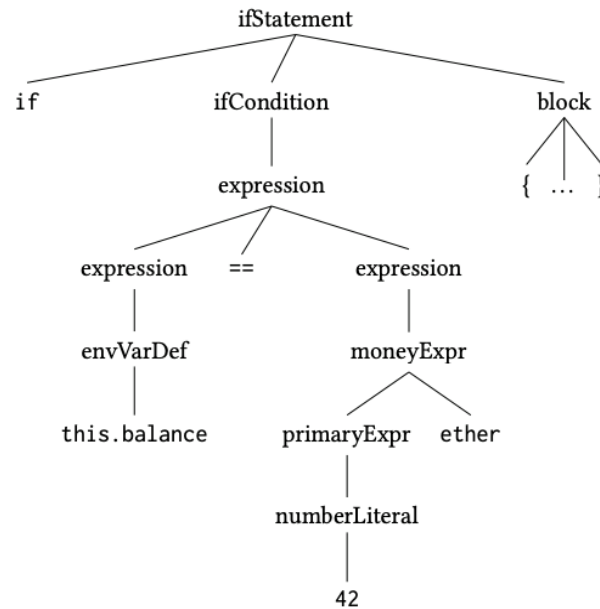 ifStatement
if ifCondition block
expression { ... }
expression == expression
envVarDef moneyExpr
this.balance primaryExpr ether
numberLiteral
42